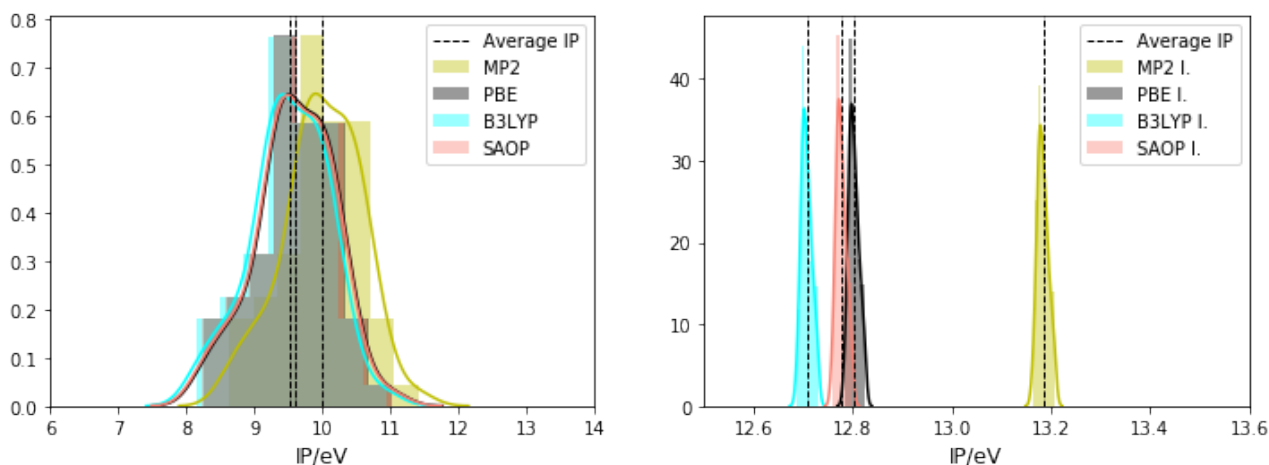 0.8
0.7
0.6
0.5
0.4
0.3
0.2
0.1
0.0
6 7 8 9 10 11 12 13 14
IP/eV
Average IP
MP2
PBE
B3LYP
SAOP
40
30
20
10
0
12.6 12.8 13.0 13.2 13.4 13.6
IP/eV
Average IP
MP2 I.
PBE I.
B3LYP I.
SAOP I.